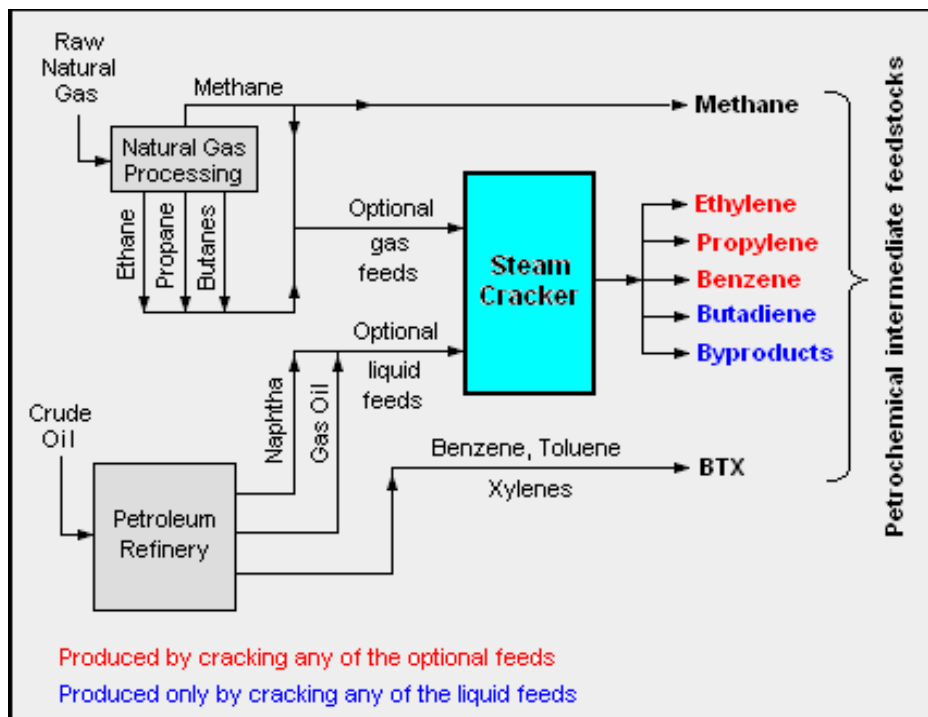 Raw
Natural
Gas
Methane
Methane
Natural Gas
Processing
Ethane
Propane
Butanes
Optional
gas
feeds
Steam
Cracker
Ethylene
Propylene
Benzene
Butadiene
Byproducts
Optional
liquid
feeds
Naphtha
Gas Oil
Crude
Oil
Petroleum
Refinery
Benzene, Toluene
Xylenes
BTX
Petrochemical intermediate feedstocks
Produced by cracking any of the optional feeds
Produced only by cracking any of the liquid feeds